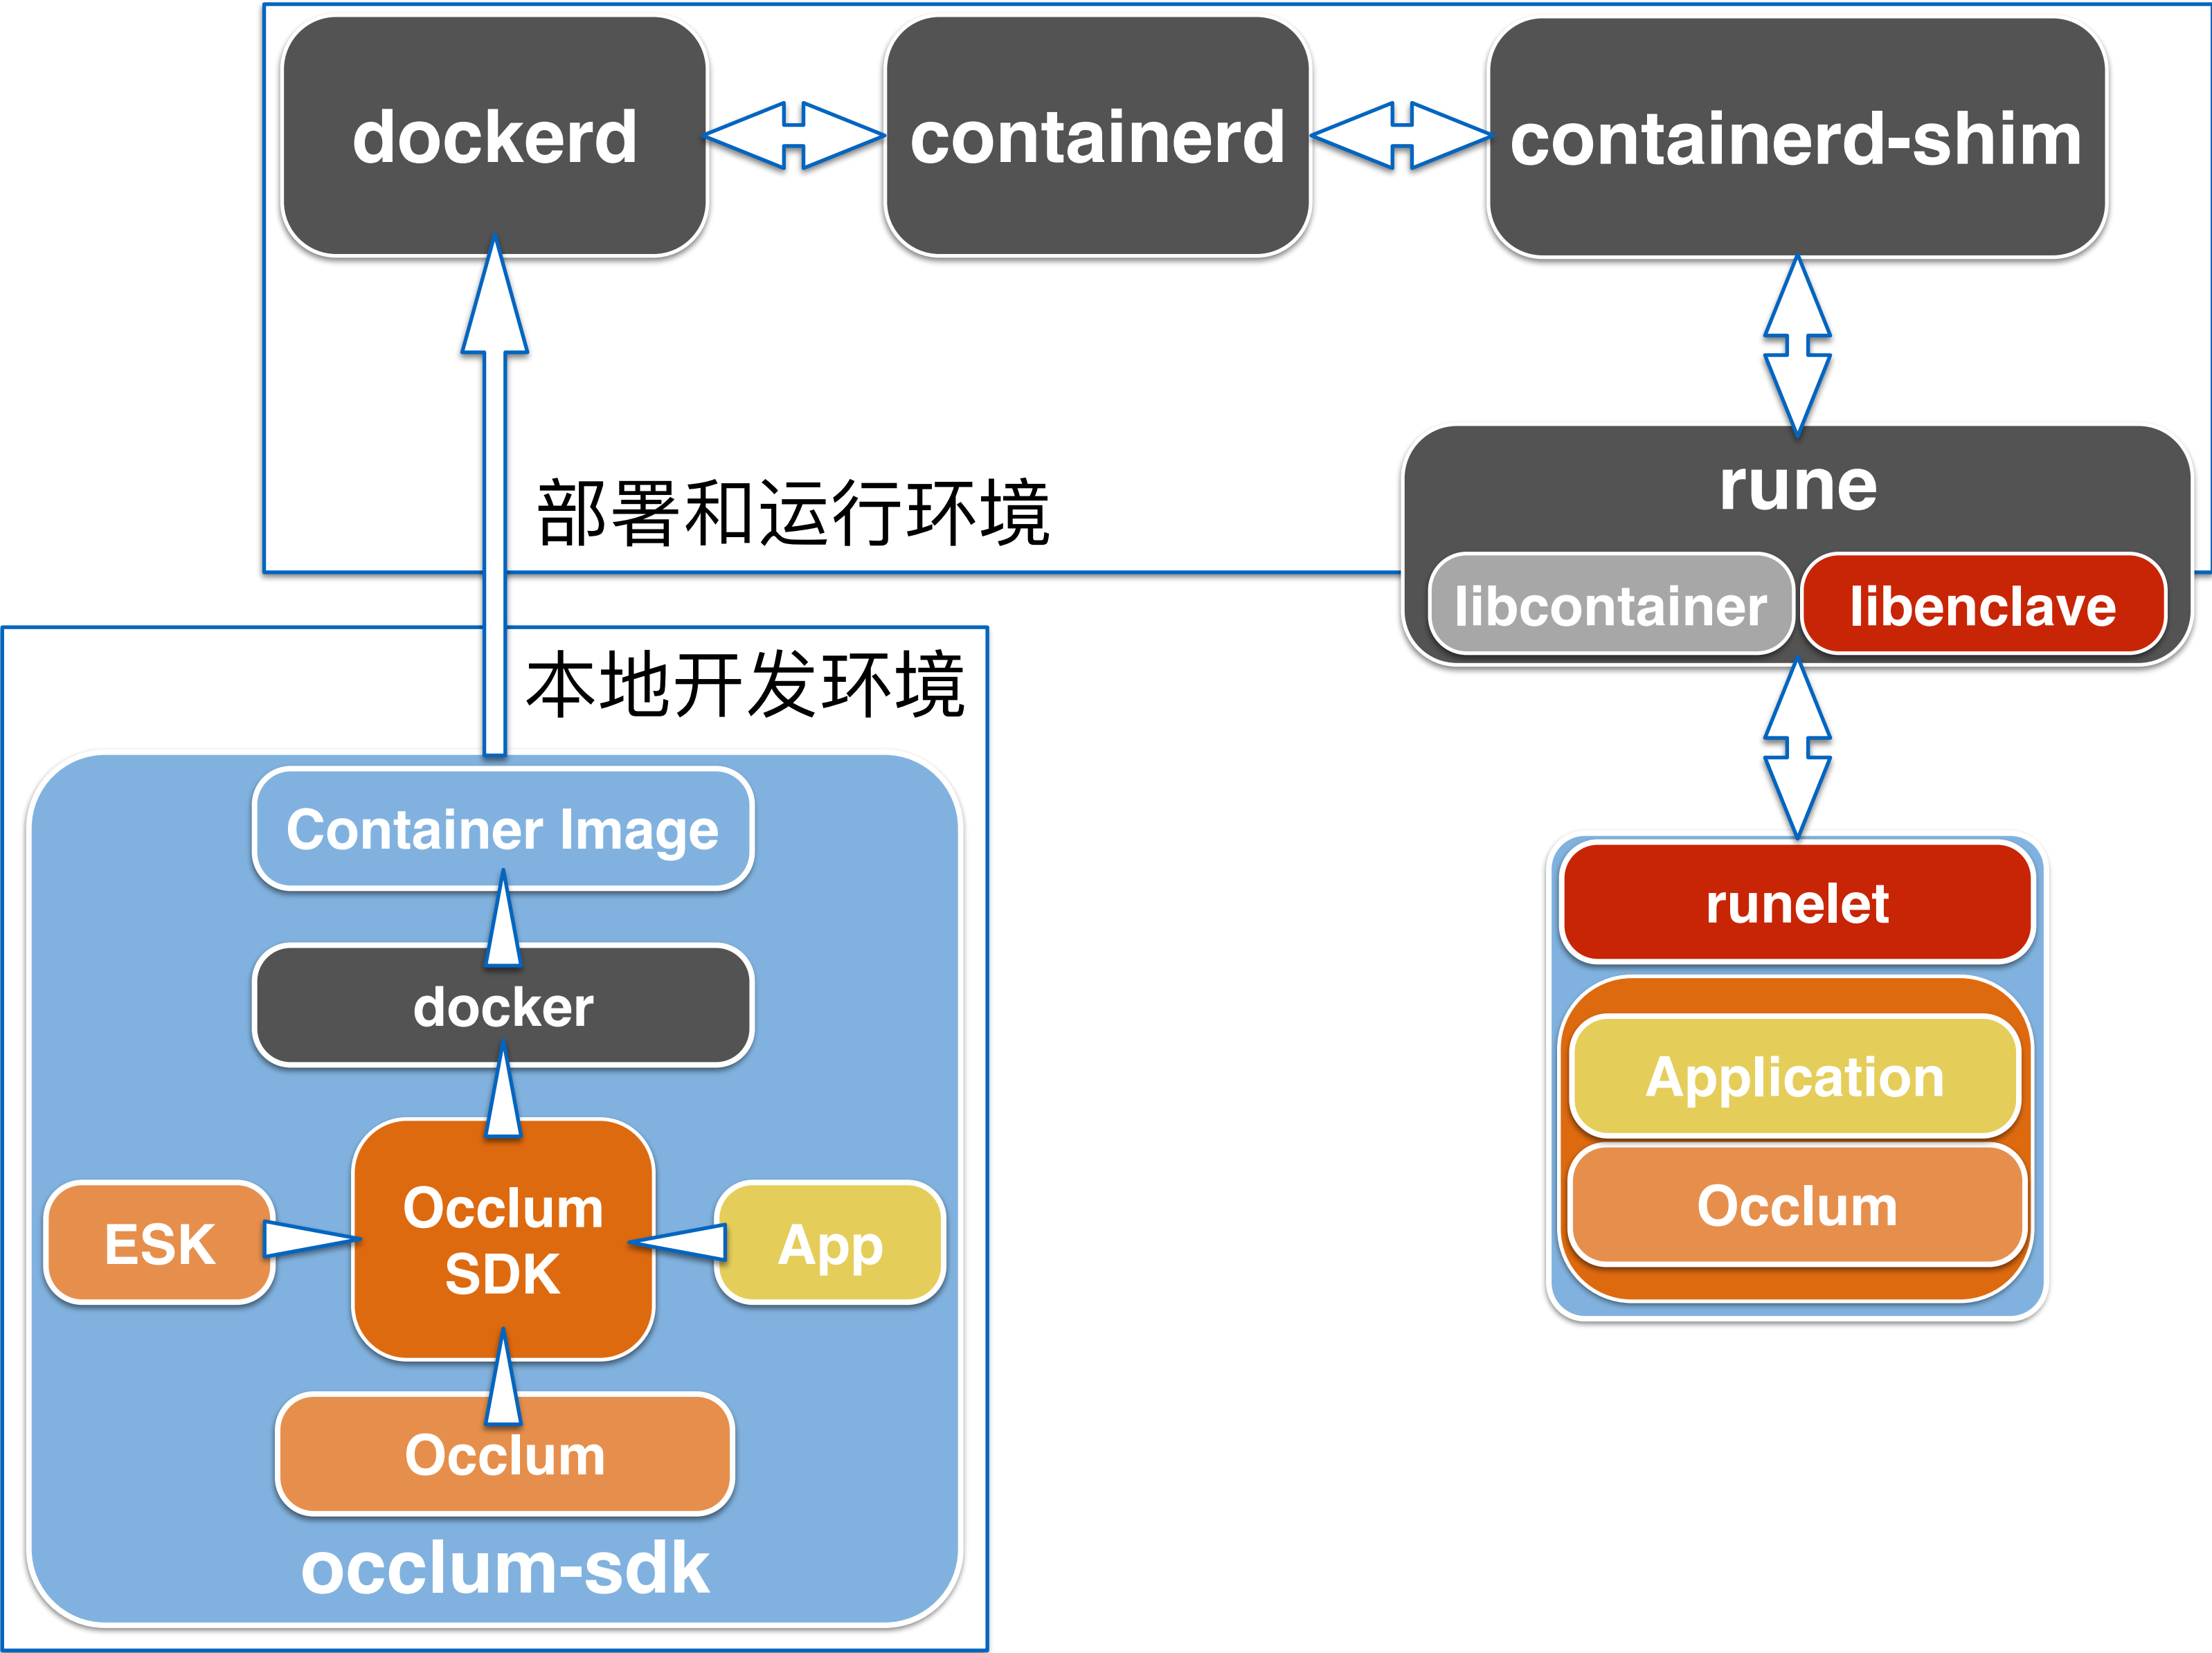 dockerd
containerd
containerd-shim
rune
部署和运行环境
libcontainer
libenclave
本地开发环境
Container Image
runelet
docker
Application
Occlum
SDK
ESK
App
Occlum
Occlum
occlum-sdk